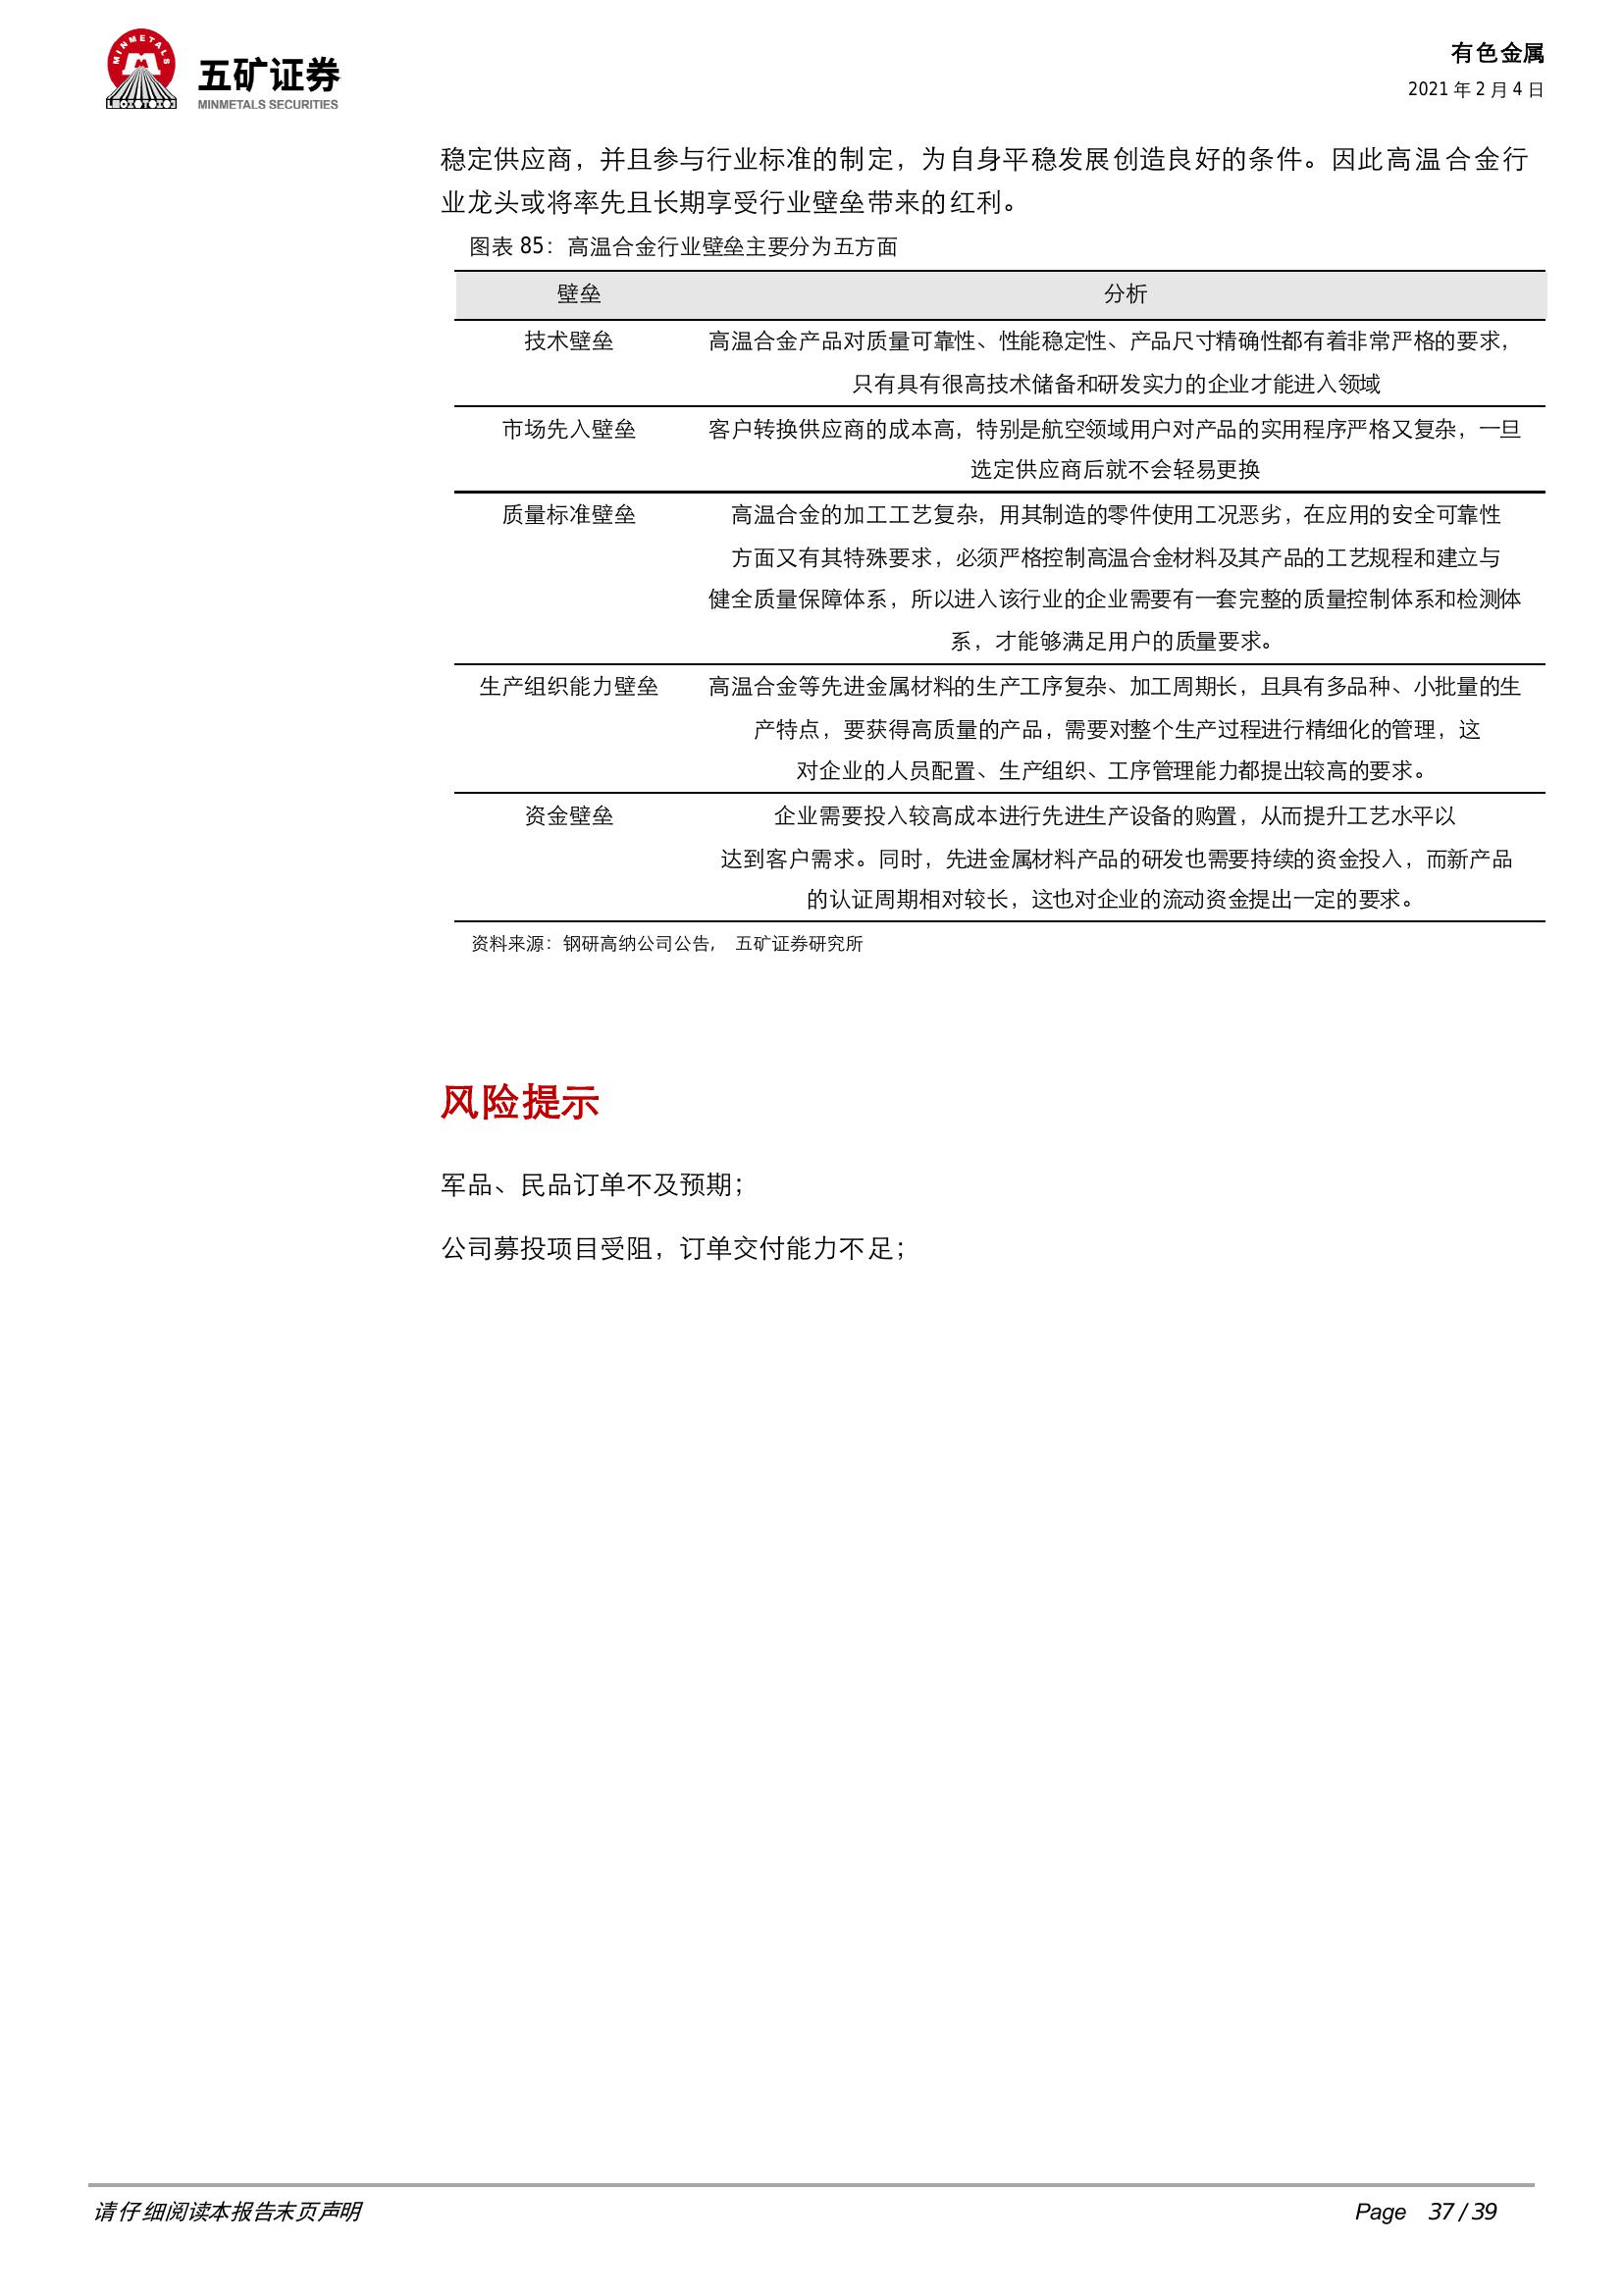 MINMETALS
五矿证券
MINMETALS SECURITIES
有色金属
2021 年 2 月 4 日
稳定供应商，并且参与行业标准的制定，为自身平稳发展创造良好的条件。因此高温合金行
业龙头或将率先且长期享受行业壁垒带来的红利。
图表 85：高温合金行业壁垒主要分为五方面
壁垒 分析
技术壁垒 高温合金产品对质量可靠性、性能稳定性、产品尺寸精确性都有着非常严格的要求，
只有具有很高技术储备和研发实力的企业才能进入领域
市场先入壁垒 客户转换供应商的成本高，特别是航空领域用户对产品的实用程序严格又复杂，一旦
选定供应商后就不会轻易更换
质量标准壁垒 高温合金的加工工艺复杂，用其制造的零件使用工况恶劣，在应用的安全可靠性
方面又有其特殊要求，必须严格控制高温合金材料及其产品的工艺规程和建立与
健全质量保障体系，所以进入该行业的企业需要有一套完整的质量控制体系和检测体
系，才能够满足用户的质量要求。
生产组织能力壁垒 高温合金等先进金属材料的生产工序复杂、加工周期长，且具有多品种、小批量的生
产特点，要获得高质量的产品，需要对整个生产过程进行精细化的管理，这
对企业的人员配置、生产组织、工序管理能力都提出较高的要求。
资金壁垒 企业需要投入较高成本进行先进生产设备的购置，从而提升工艺水平以
达到客户需求。同时，先进金属材料产品的研发也需要持续的资金投入，而新产品
的认证周期相对较长，这也对企业的流动资金提出一定的要求。
资料来源：钢研高纳公司公告， 五矿证券研究所
风险提示
军品、民品订单不及预期；
公司募投项目受阻，订单交付能力不足；
请仔细阅读本报告末页声明
Page 37 / 39